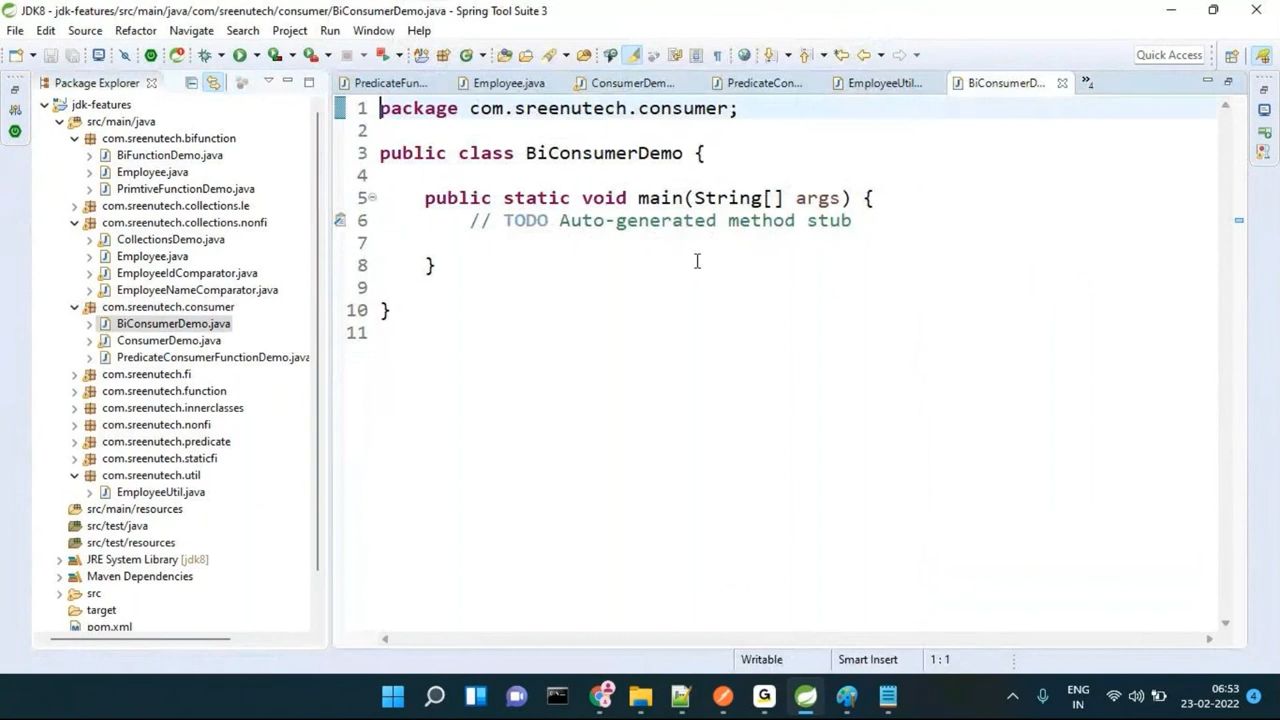 JDK8 - jdk-features/src/main/java/com/sreenutech/consumer/BiConsumerDemo.java - Spring Tool Suite 3
File Edit Source Refactor Navigate Search Project Run Window Help
Quick Access
Package Explorer
PredicateFun...
Employee.java
ConsumerDem...
PredicateCon...
EmployeeUtil...
BiConsumerD...
4
jdk-features
src/main/java
com.sreenutech.bifunction
BiFunctionDemo.java
Employee.java
PrimtiveFunctionDemo.java
com.sreenutech.collections.le
com.sreenutech.collections.nonfi
CollectionsDemo.java
Employee.java
EmployeeIdComparator.java
EmployeeNameComparator.java
com.sreenutech.consumer
BiConsumerDemo.java
ConsumerDemo.java
PredicateConsumerFunctionDemo.java
com.sreenutech.fi
com.sreenutech.function
com.sreenutech.innerclasses
com.sreenutech.nonfi
com.sreenutech.predicate
com.sreenutech.staticfi
com.sreenutech.util
EmployeeUtil.java
src/main/resources
src/test/java
src/test/resources
JRE System Library [jdk8]
Maven Dependencies
src
target
pom.xml
1 package com.sreenutech.consumer;
2
3 public class BiConsumerDemo {
4
5 public static void main(String[] args) {
6 // TODO Auto-generated method stub
7
8 }
9
10 }
11
Writable
Smart Insert
1 : 1
ENG
IN
06:53
23-02-2022
4